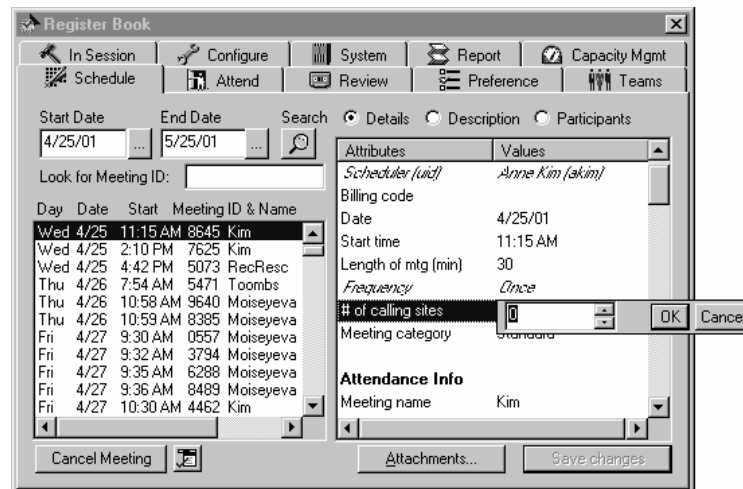 Register Book
In Session Configure System Report Capacity Mgmt
Schedule Attend Review Preference Teams
Start Date End Date Search Details Description Participants
4/25/01 ... 5/25/01 ...
Look for Meeting ID:
Day Date Start Meeting ID & Name
Wed 4/25 11:15 AM 8645 Kim
Wed 4/25 2:10 PM 7625 Kim
Wed 4/25 4:42 PM 5073 RecResc
Thu 4/26 7:54 AM 5471 Toombs
Thu 4/26 10:58 AM 9640 Moiseyeva
Thu 4/26 10:59 AM 8385 Moiseyeva
Fri 4/27 9:30 AM 0557 Moiseyeva
Fri 4/27 9:32 AM 3794 Moiseyeva
Fri 4/27 9:35 AM 6288 Moiseyeva
Fri 4/27 9:36 AM 8489 Moiseyeva
Fri 4/27 10:30 AM 4462 Kim
Attributes Values
Scheduler (uid) Anne Kim (akim)
Billing code
Date 4/25/01
Start time 11:15 AM
Length of mtg (min) 30
Frequency Once
# of calling sites 0 OK Cance
Meeting category Standard
Attendance Info
Meeting name Kim
Cancel Meeting Attachments... Save changes